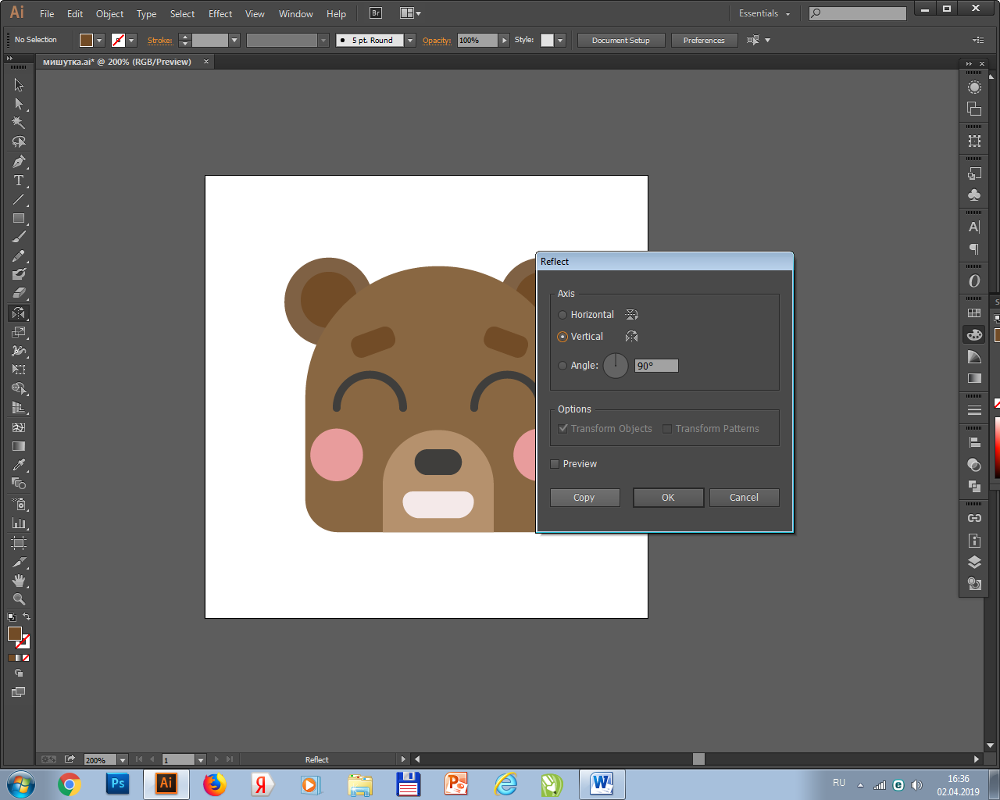 Ai File Edit Object Type Select Effect View Window Help Br Essentials
No Selection Stroke: 5 pt. Round Opacity: 100% Style: Document Setup Preferences
мишутка.ai* @ 200% (RGB/Preview)
Reflect
Axis
Horizontal
Vertical
Angle: 90°
Options
Transform Objects Transform Patterns
Preview
Copy OK Cancel
200% 1 Reflect
Ps Ai Я P W RU 16:36
02.04.2019